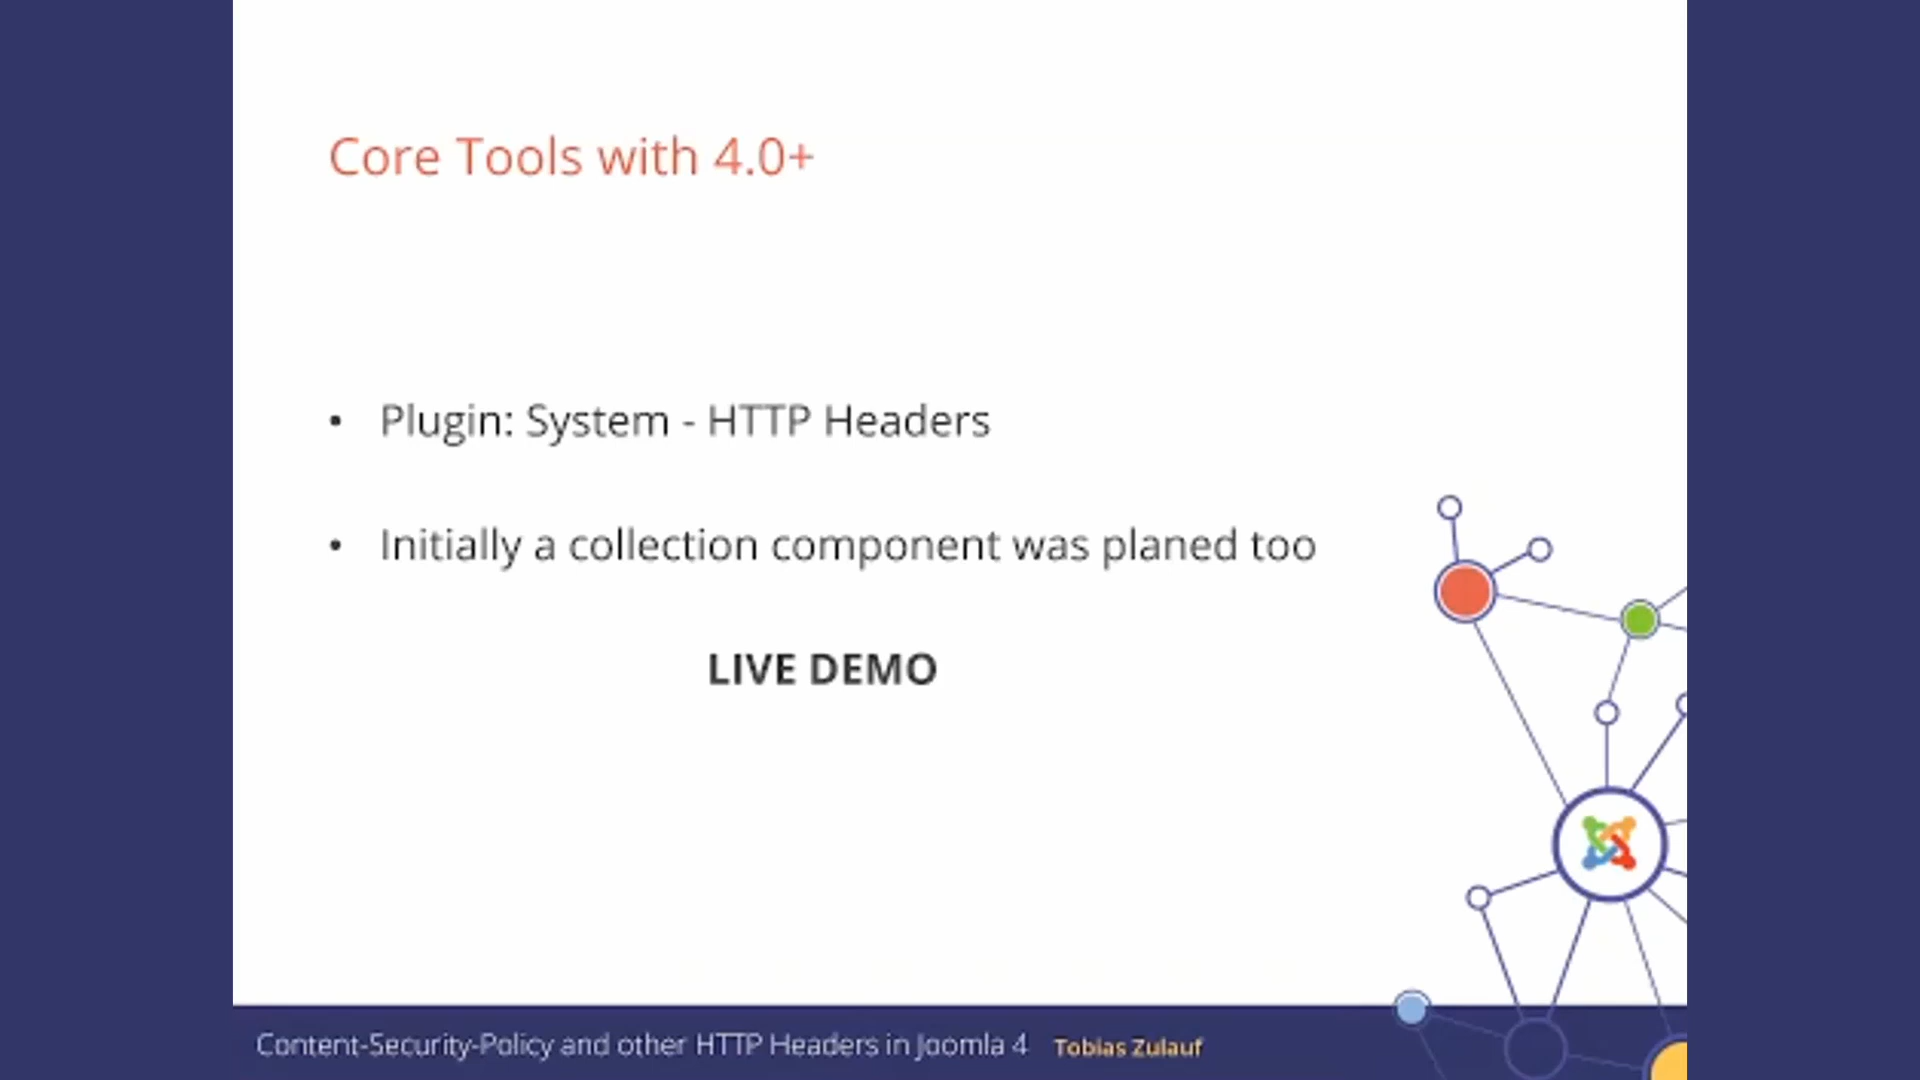 Core Tools with 4.0+
• Plugin: System - HTTP Headers
• Initially a collection component was planed too
LIVE DEMO
Content-Security-Policy and other HTTP Headers in Joomla 4 Tobias Zulauf